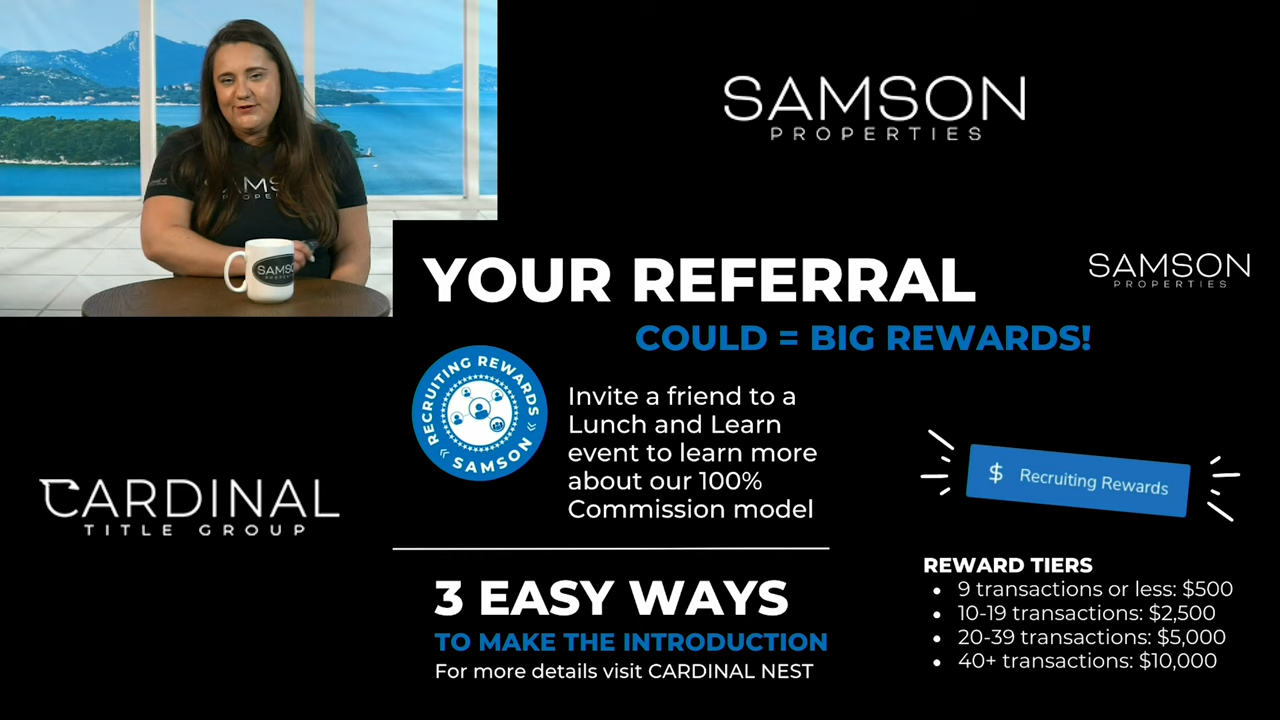 SAMSON
PROPERTIES
SAMSON
YOUR REFERRAL
COULD = BIG REWARDS!
SAMSON
PROPERTIES
RECRUITING REWARDS
SAMSON
Invite a friend to a
Lunch and Learn
event to learn more
about our 100%
Commission model
$ Recruiting Rewards
CARDINAL
TITLE GROUP
3 EASY WAYS
TO MAKE THE INTRODUCTION
For more details visit CARDINAL NEST
REWARD TIERS
• 9 transactions or less: $500
• 10-19 transactions: $2,500
• 20-39 transactions: $5,000
• 40+ transactions: $10,000